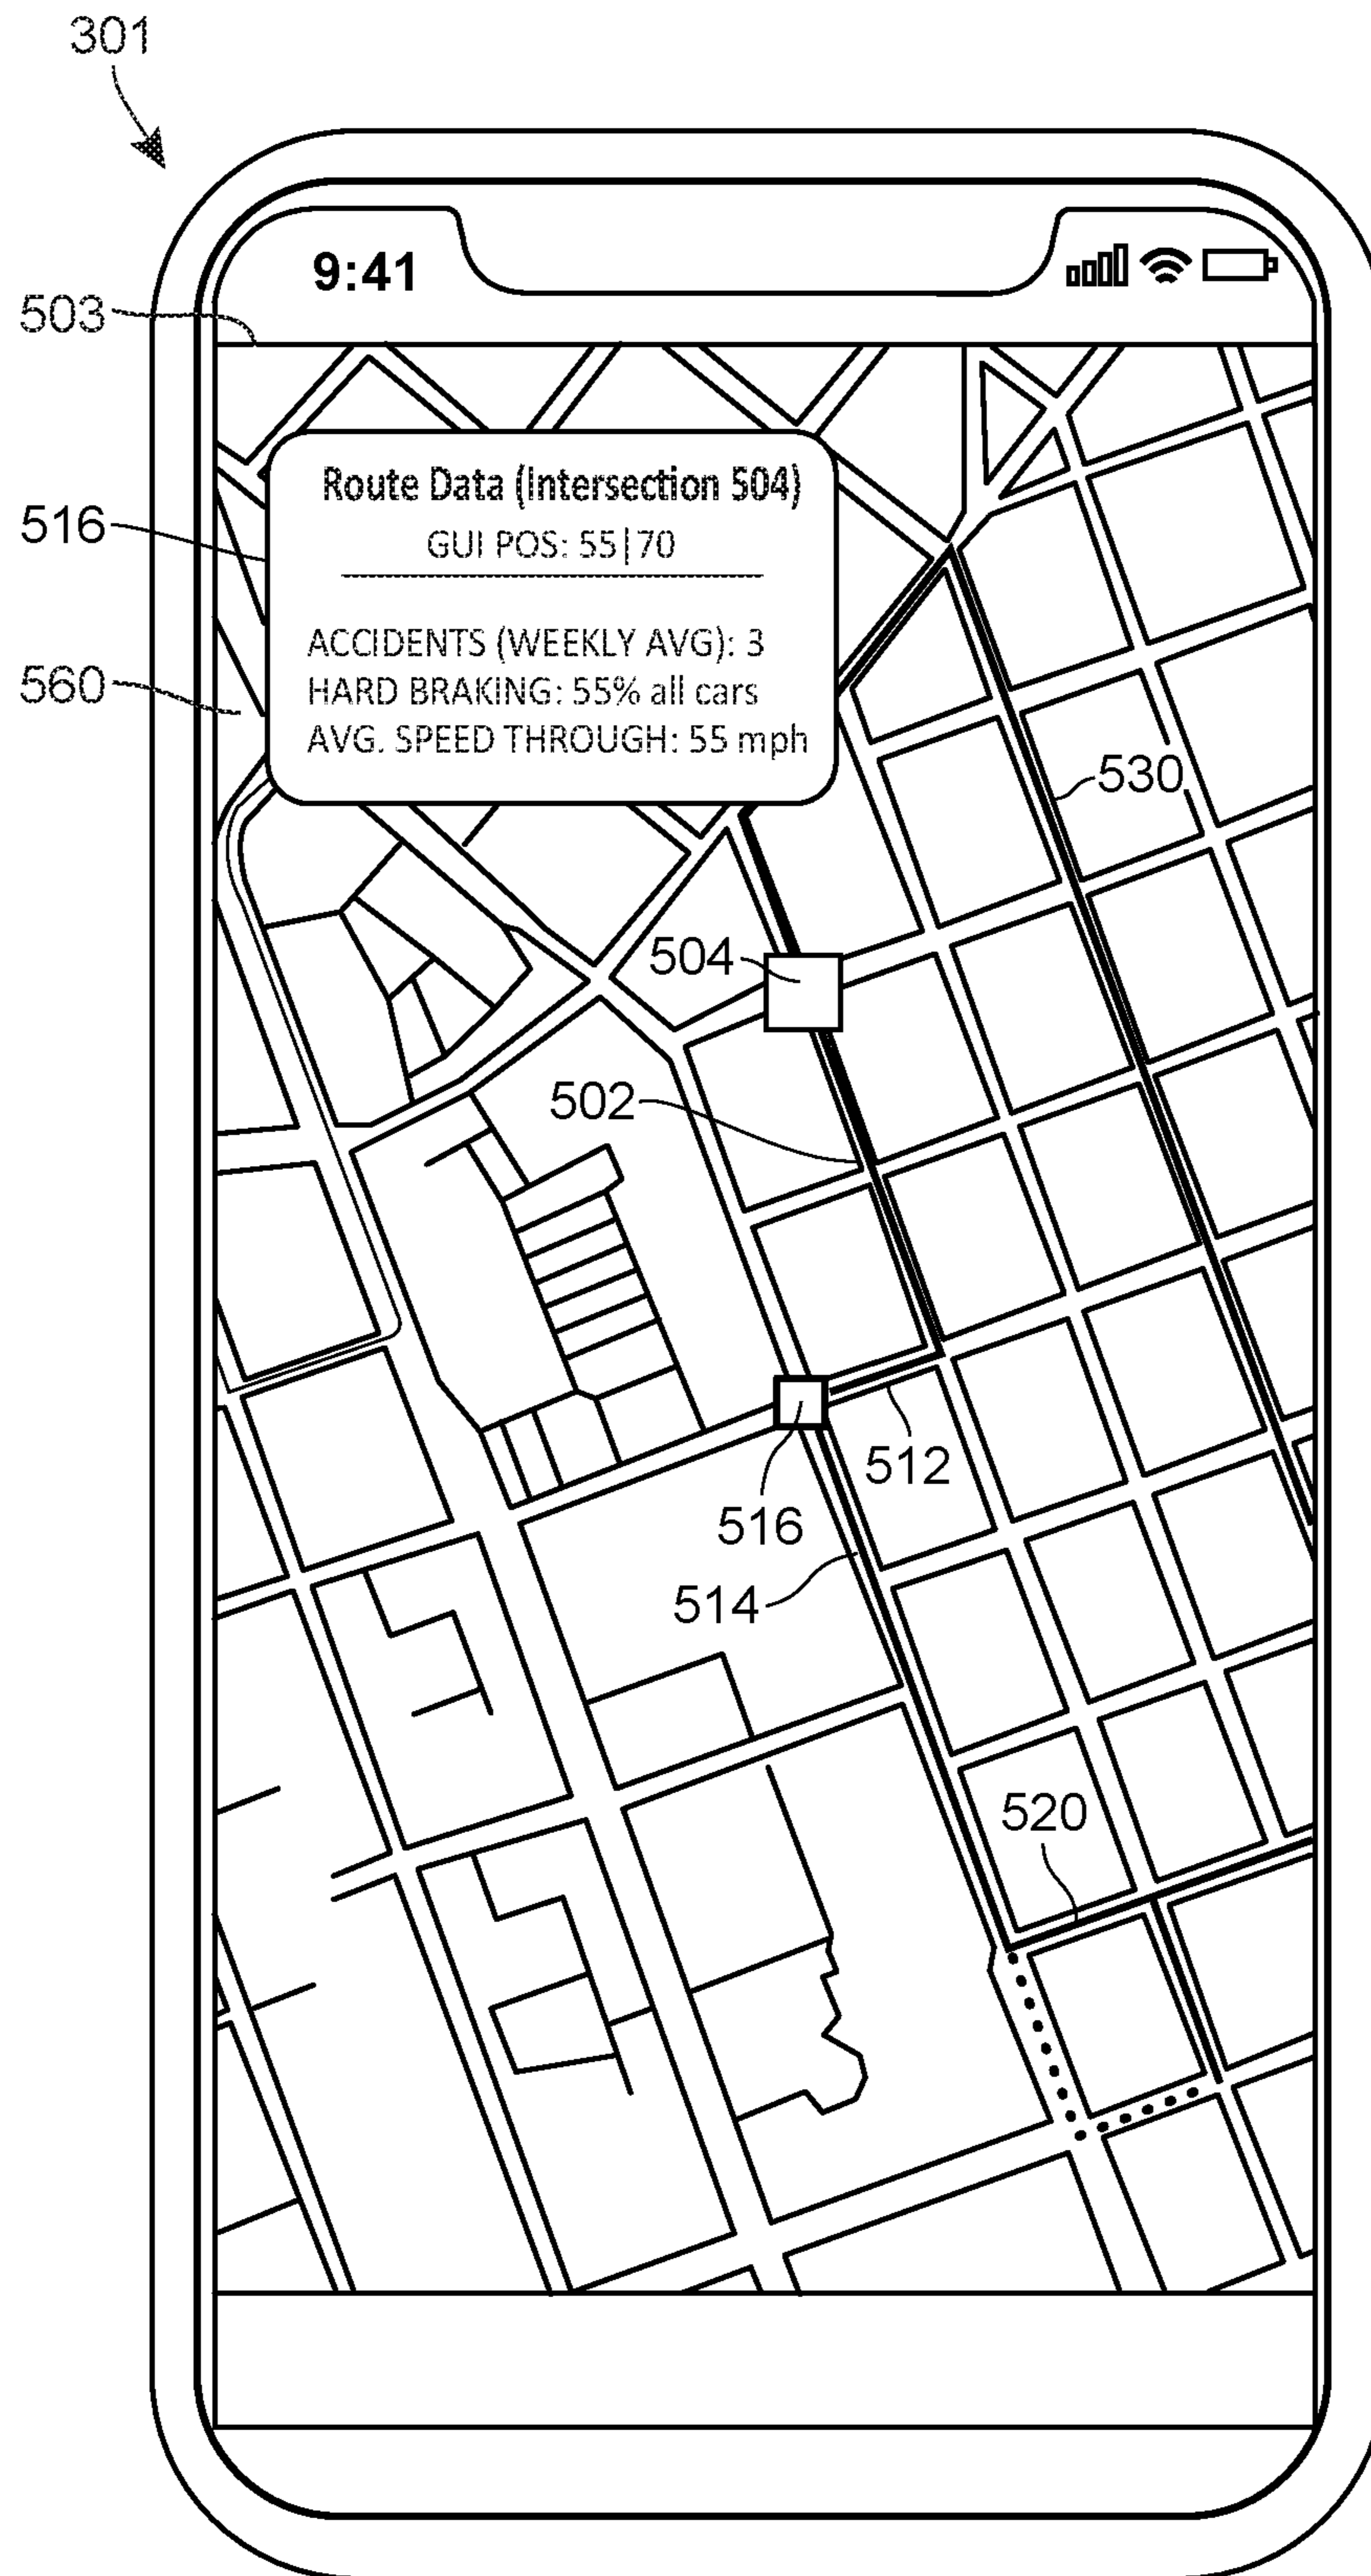 301
9:41
503
516
Route Data (Intersection 504)
GUI POS: 55|70
ACCIDENTS (WEEKLY AVG): 3
HARD BRAKING: 55% all cars
AVG. SPEED THROUGH: 55 mph
560
530
504
502
512
516
514
520